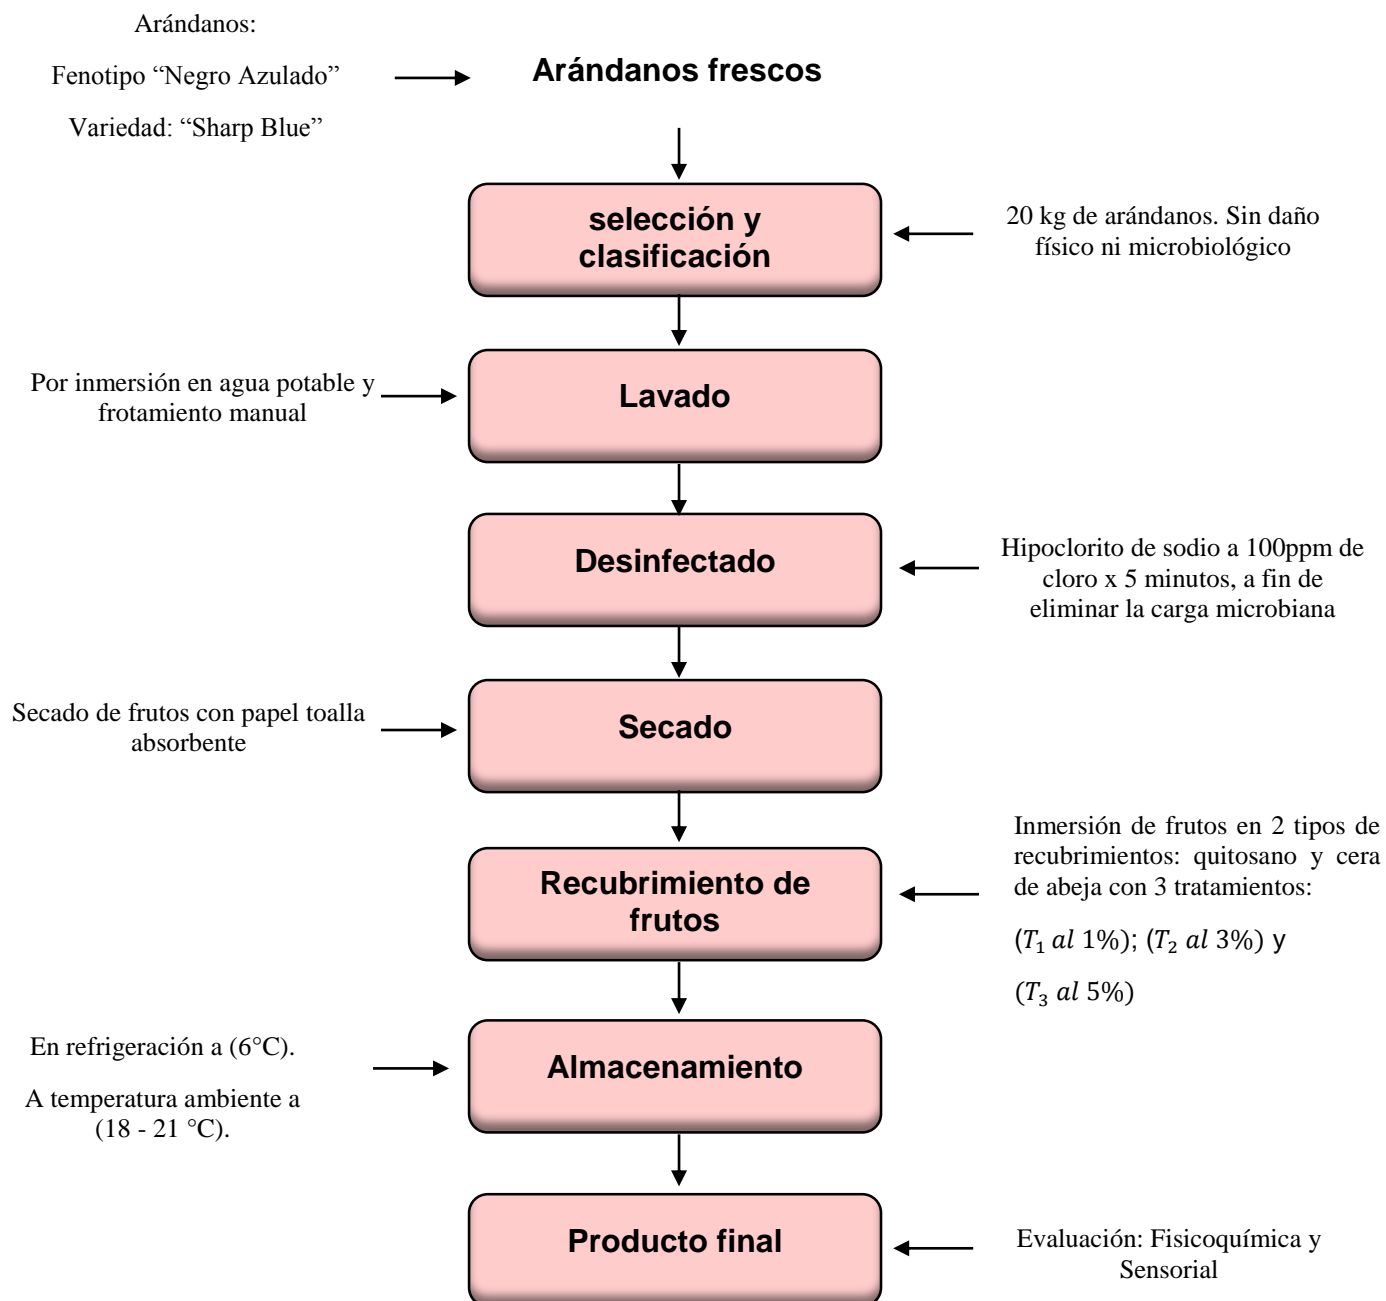 Arándanos:
Fenotipo “Negro Azulado”
Variedad: “Sharp Blue”
Arándanos frescos
selección y
clasificación
20 kg de arándanos. Sin daño
físico ni microbiológico
Por inmersión en agua potable y
frotamiento manual
Lavado
Desinfectado
Hipoclorito de sodio a 100ppm de
cloro x 5 minutos, a fin de
eliminar la carga microbiana
Secado de frutos con papel toalla
absorbente
Secado
Recubrimiento de
frutos
Inmersión de frutos en 2 tipos de
recubrimientos: quitosano y cera
de abeja con 3 tratamientos:
(T₁ al 1%); (T₂ al 3%) y
(T₃ al 5%)
En refrigeración a (6°C).
A temperatura ambiente a
(18 - 21 °C).
Almacenamiento
Producto final
Evaluación: Fisicoquímica y
Sensorial